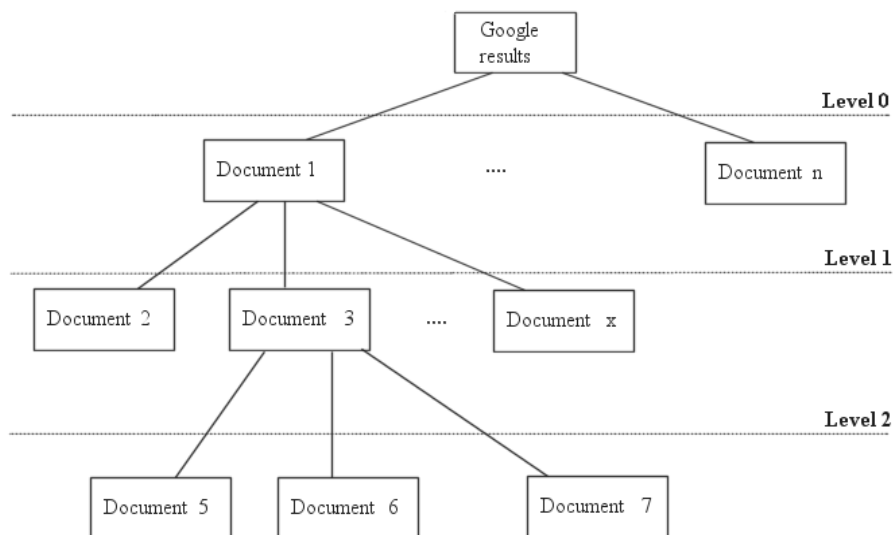 Google
results
Level 0
Document 1
....
Document n
Level 1
Document 2
Document 3
....
Document x
Level 2
Document 5
Document 6
Document 7